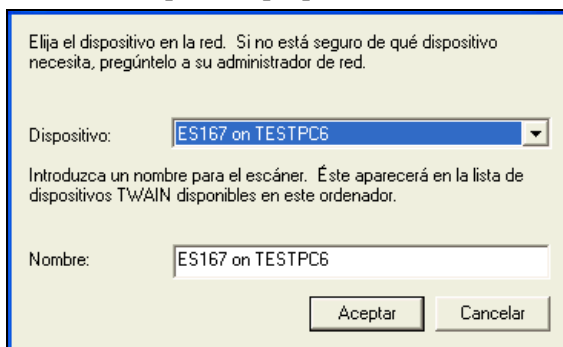 Elija el dispositivo en la red. Si no está seguro de qué dispositivo
necesita, pregúntelo a su administrador de red.
Dispositivo: ES167 on TESTPC6
Introduzca un nombre para el escáner. Éste aparecerá en la lista de
dispositivos TWAIN disponibles en este ordenador.
Nombre: ES167 on TESTPC6
Aceptar Cancelar